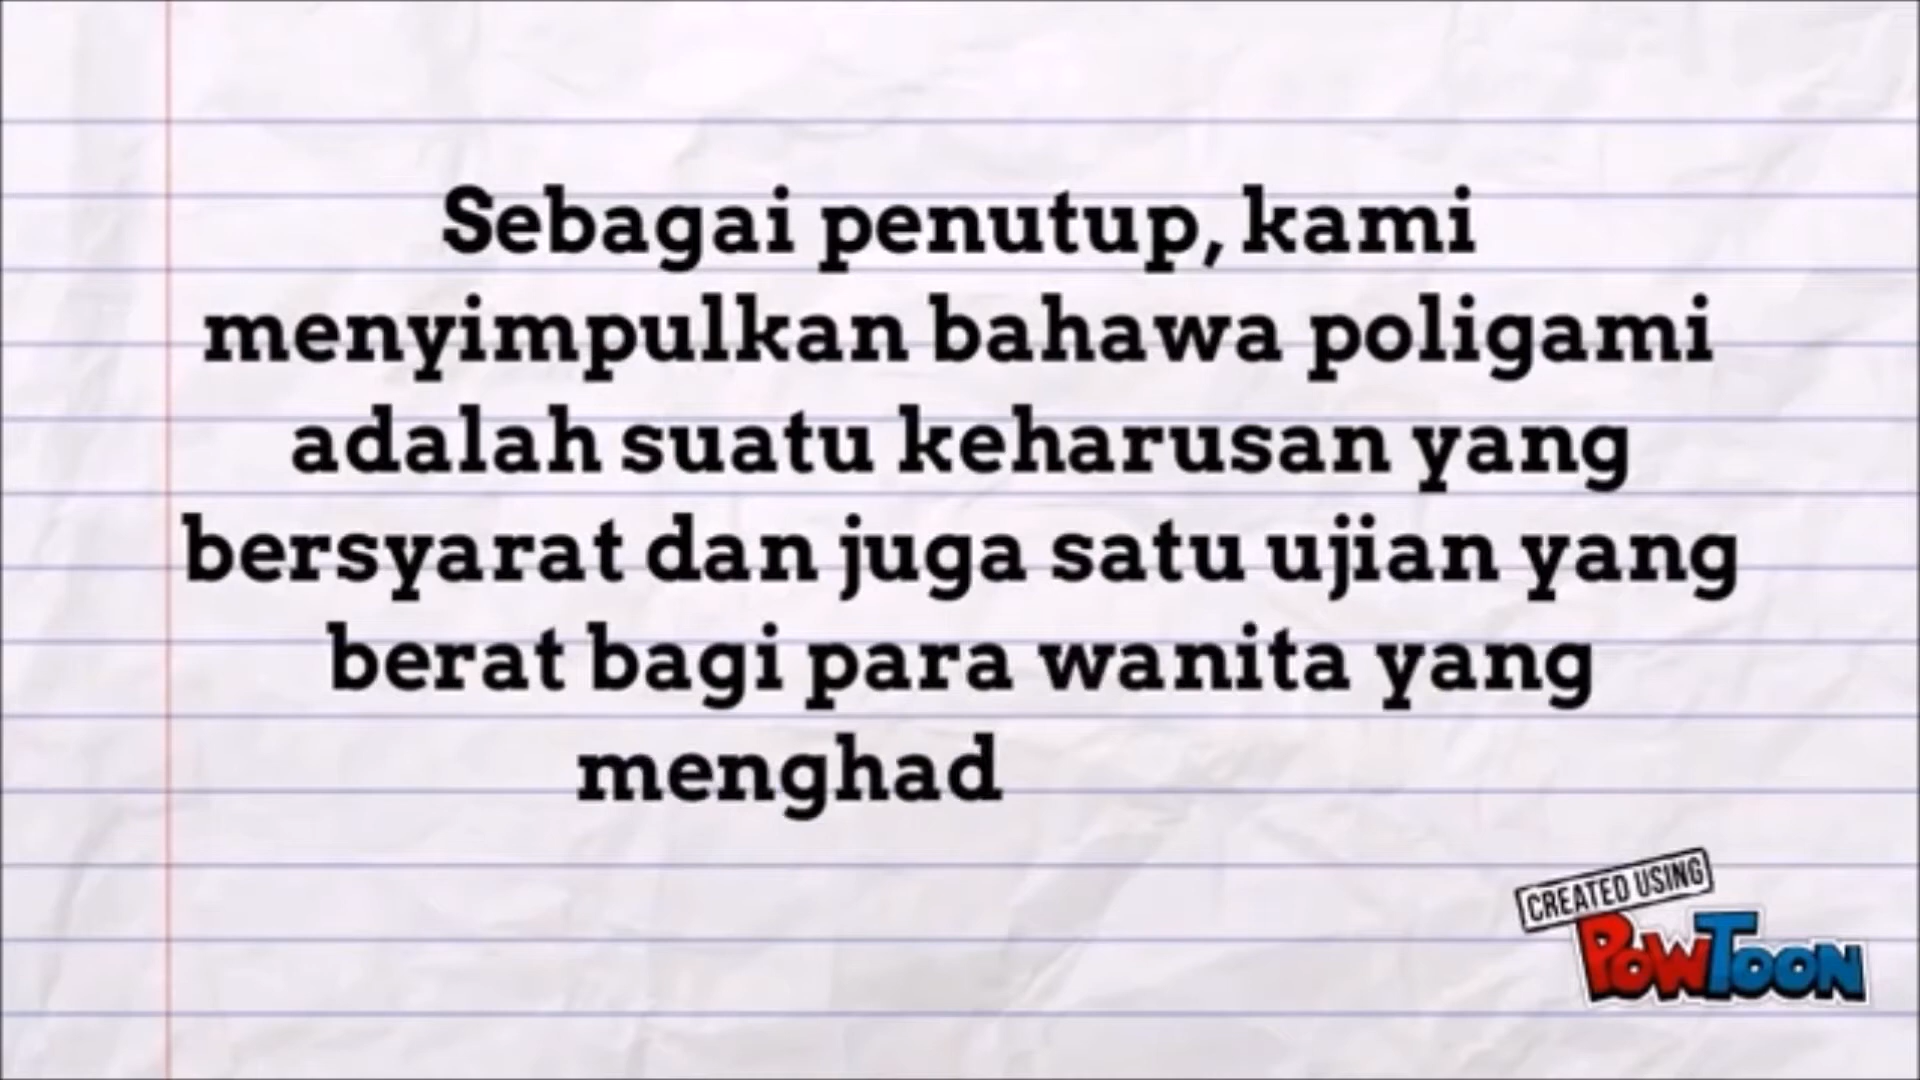 Sebagai penutup, kami
menyimpulkan bahawa poligami
adalah suatu keharusan yang
bersyarat dan juga satu ujian yang
berat bagi para wanita yang
menghad
CREATED USING
POWTOON